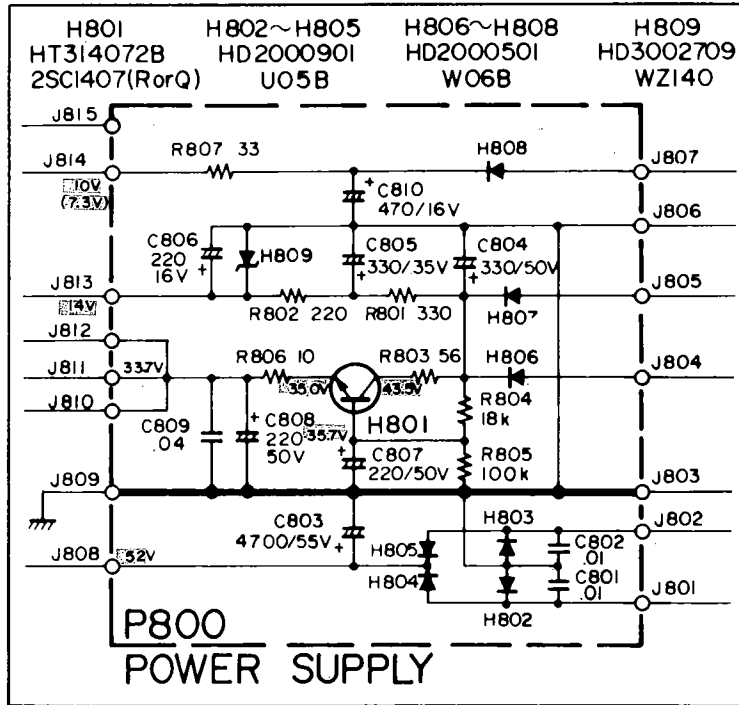 H801 H802~H805 H806~H808 H809
HT314072B HD2000901 HD2000501 HD3002709
2SC1407(RorQ) U05B W06B WZ140
J815
J814
R807 33
H808
J807
10V
(7.3V)
C810
470/16V
J806
C806
220
16V
H809
C805
330/35V
C804
330/50V
J813
14V
R802 220
R801 330
H807
J805
J812
J811
33.7V
J810
R806 10
35.0V
H801
43.5V
R803 56
H806
J804
R804
18k
C809
.04
C808
220
50V
35.7V
C807
220/50V
R805
100k
J809
J803
C803
4700/55V
H805
H804
H803
H802
C802
.01
C801
.01
J802
J808
52V
J801
P800
POWER SUPPLY